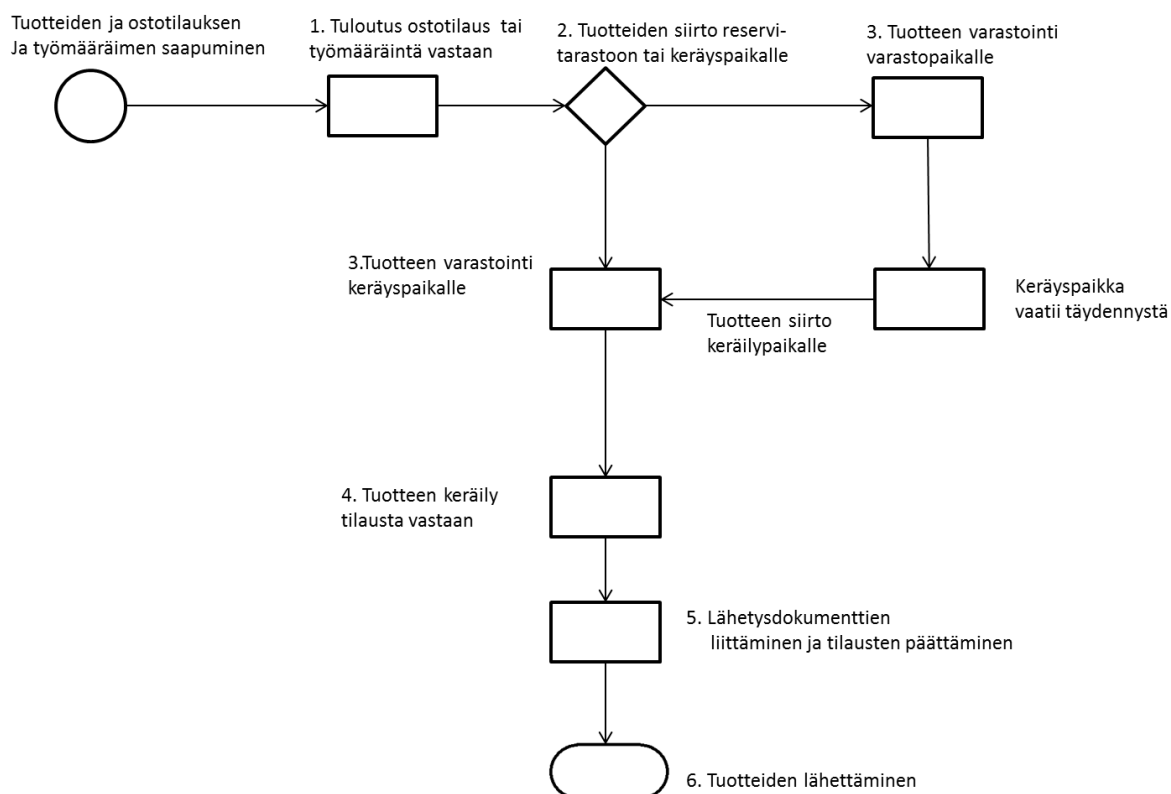 Tuotteiden ja ostotilauksen
Ja työmääräimen saapuminen
1. Tuloutus ostotilaus tai
työmääräintä vastaan
2. Tuotteiden siirto reservi-
tarastoon tai keräyspaikalle
3. Tuotteen varastointi
varastopaikalle
3.Tuotteen varastointi
keräyspaikalle
Tuotteen siirto
keräilypaikalle
Keräyspaikka
vaatii täydennystä
4. Tuotteen keräily
tilausta vastaan
5. Lähetysdokumenttien
liittäminen ja tilausten päättäminen
6. Tuotteiden lähettäminen